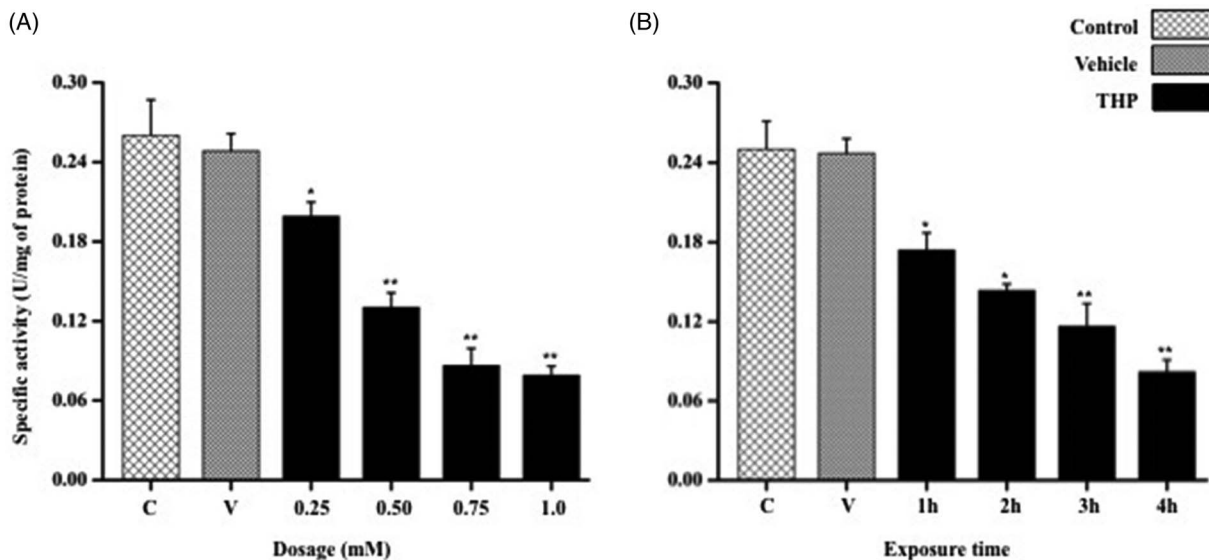 (A)
(B)
Control
Vehicle
THP
Specific activity (U/mg of protein)
0.30
0.24
0.18
0.12
0.06
0.00
*
**
**
**
C V 0.25 0.50 0.75 1.0
Dosage (mM)
0.30
0.24
0.18
0.12
0.06
0.00
*
*
**
**
C V 1h 2h 3h 4h
Exposure time